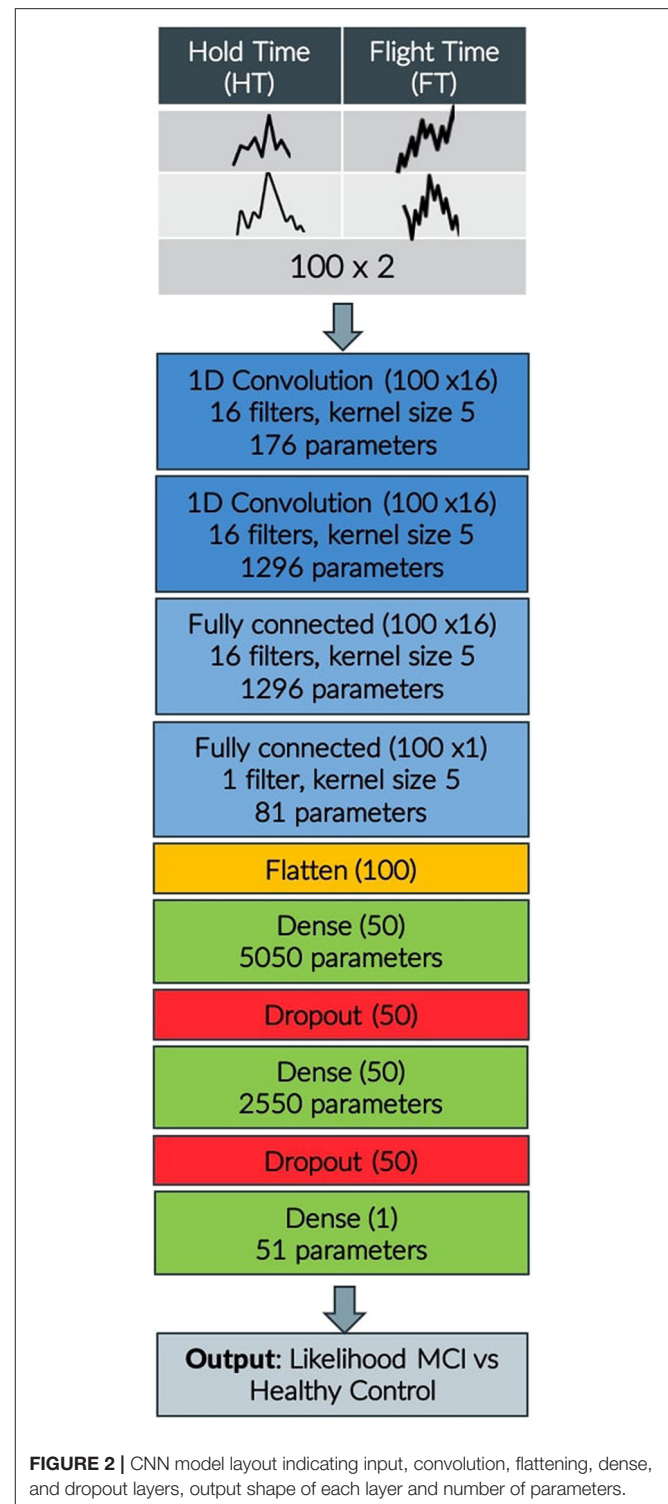 Hold Time
(HT)
Flight Time
(FT)
100 x 2
1D Convolution (100 x16)
16 filters, kernel size 5
176 parameters
1D Convolution (100 x16)
16 filters, kernel size 5
1296 parameters
Fully connected (100 x16)
16 filters, kernel size 5
1296 parameters
Fully connected (100 x1)
1 filter, kernel size 5
81 parameters
Flatten (100)
Dense (50)
5050 parameters
Dropout (50)
Dense (50)
2550 parameters
Dropout (50)
Dense (1)
51 parameters
Output: Likelihood MCI vs
Healthy Control
FIGURE 2 | CNN model layout indicating input, convolution, flattening, dense,
and dropout layers, output shape of each layer and number of parameters.